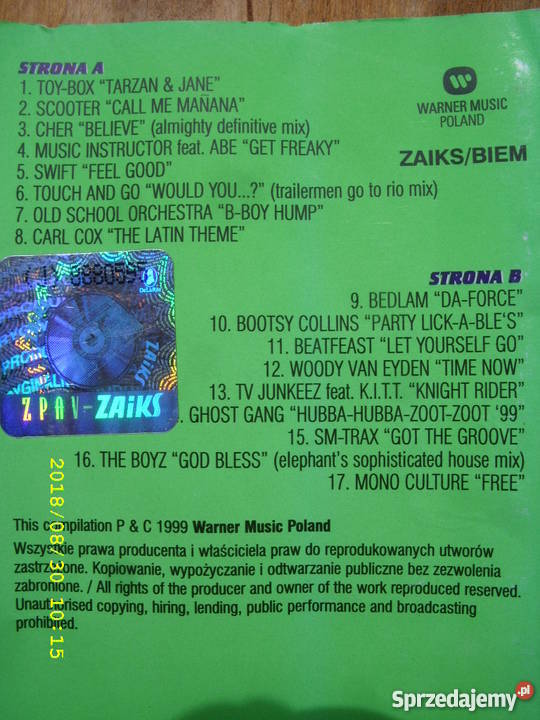 STRONA A
1. TOY-BOX “TARZAN & JANE”
2. SCOOTER “CALL ME MAÑANA”
3. CHER “BELIEVE” (almighty definitive mix)
4. MUSIC INSTRUCTOR feat. ABE “GET FREAKY”
5. SWIFT “FEEL GOOD”
6. TOUCH AND GO “WOULD YOU...?” (trailermen go to rio mix)
7. OLD SCHOOL ORCHESTRA “B-BOY HUMP”
8. CARL COX “THE LATIN THEME”
WARNER MUSIC
POLAND
ZAIKS/BIEM
ZAIKS
ZPAV-ZAiKS
STRONA B
9. BEDLAM “DA-FORCE”
10. BOOTSY COLLINS “PARTY LICK-A-BLE'S”
11. BEATFEAST “LET YOURSELF GO”
12. WOODY VAN EYDEN “TIME NOW”
13. TV JUNKEEZ feat. K.I.T.T. “KNIGHT RIDER”
. GHOST GANG “HUBBA-HUBBA-ZOOT-ZOOT ‘99”
15. SM-TRAX “GOT THE GROOVE”
16. THE BOYZ “GOD BLESS” (elephant's sophisticated house mix)
17. MONO CULTURE “FREE”
This compilation P & C 1999 Warner Music Poland
Wszystkie prawa producenta i właściciela praw do reprodukowanych utworów
zastrzeżone. Kopiowanie, wypożyczanie i odtwarzanie publiczne bez zezwolenia
zabronione. / All rights of the producer and owner of the work reproduced reserved.
Unauthorised copying, hiring, lending, public performance and broadcasting
prohibited.
2018/08/30 10:15
Sprzedajemy.pl